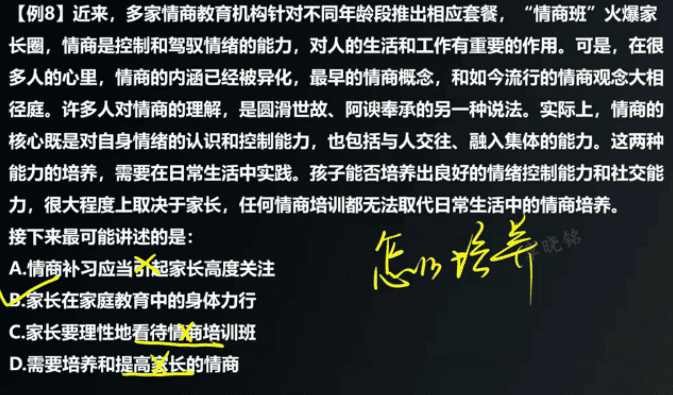 【例8】近来，多家情商教育机构针对不同年龄段推出相应套餐，“情商班”火爆家
长圈，情商是控制和驾驭情绪的能力，对人的生活和工作有重要的作用。可是，在很
多人的心里，情商的内涵已经被异化，最早的情商概念，和如今流行的情商观念大相
径庭。许多人对情商的理解，是圆滑世故、阿谀奉承的另一种说法。实际上，情商的
核心既是对自身情绪的认识和控制能力，也包括与人交往、融入集体的能力。这两种
能力的培养，需要在日常生活中实践。孩子能否培养出良好的情绪控制能力和社交能
力，很大程度上取决于家长，任何情商培训都无法取代日常生活中的情商培养。
接下来最可能讲述的是：
怎么培养
晓铭
A.情商补习应当引起家长高度关注
B.家长在家庭教育中的身体力行
C.家长要理性地看待情商培训班
D.需要培养和提高家长的情商